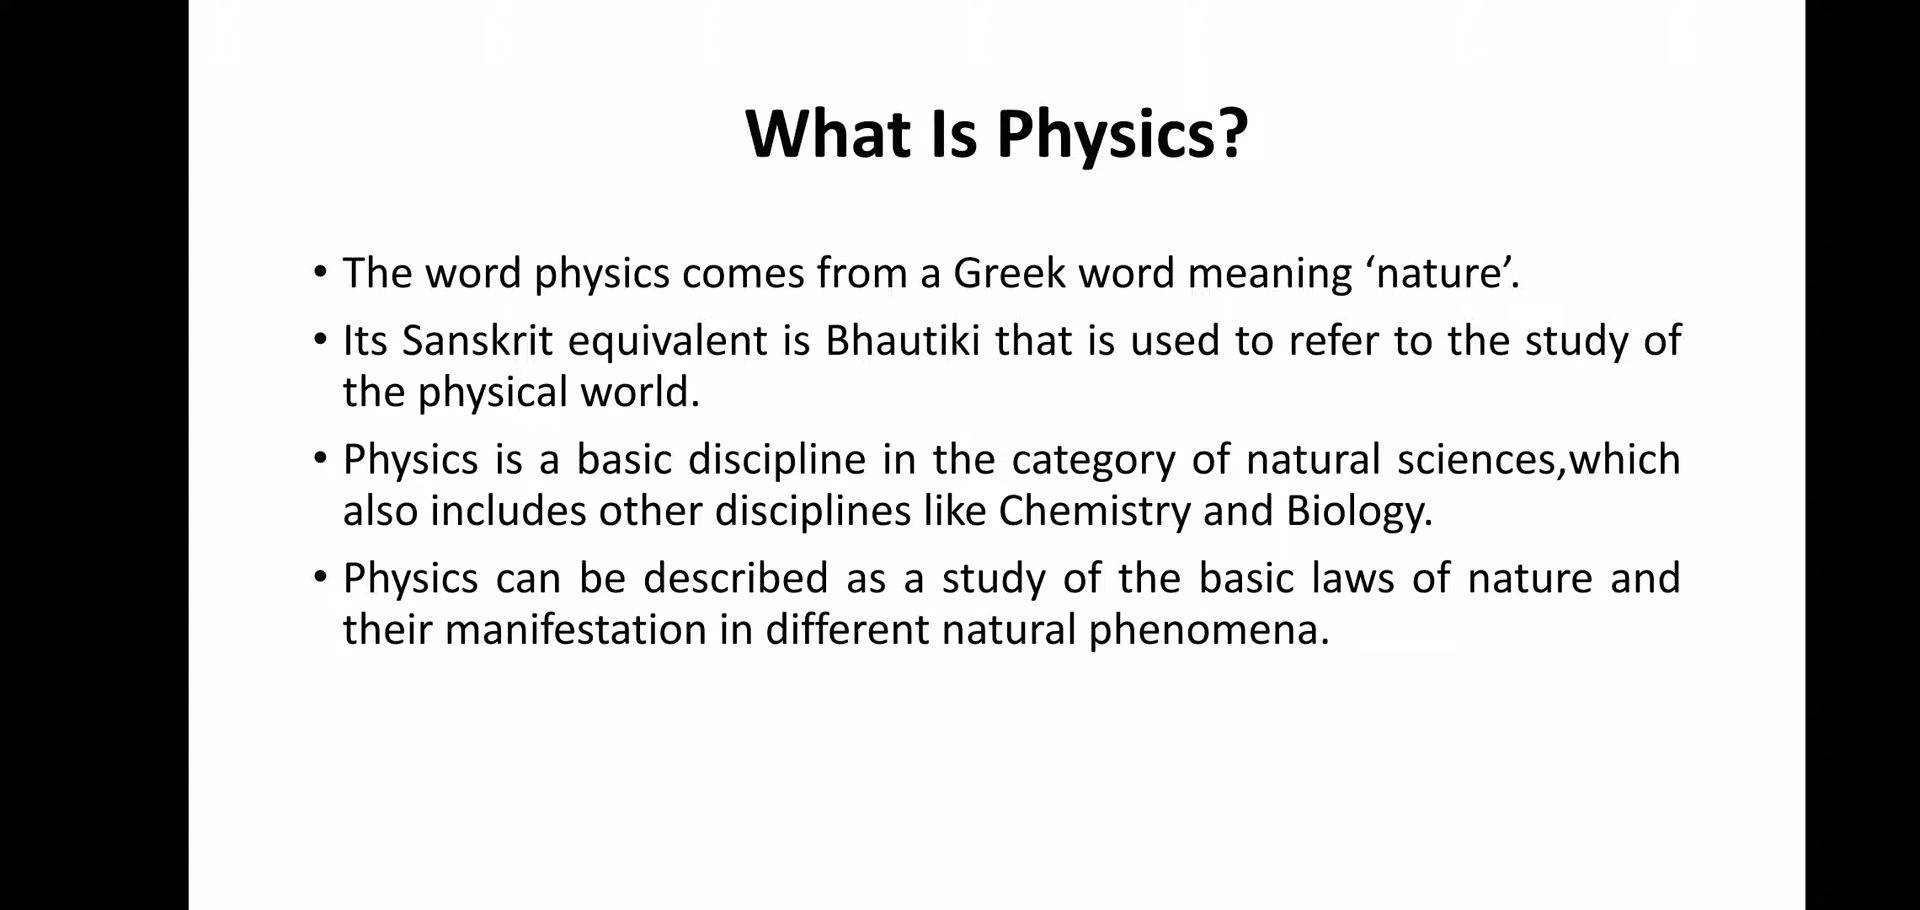 What Is Physics?
• The word physics comes from a Greek word meaning ‘nature’.
• Its Sanskrit equivalent is Bhautiki that is used to refer to the study of
the physical world.
• Physics is a basic discipline in the category of natural sciences,which
also includes other disciplines like Chemistry and Biology.
• Physics can be described as a study of the basic laws of nature and
their manifestation in different natural phenomena.